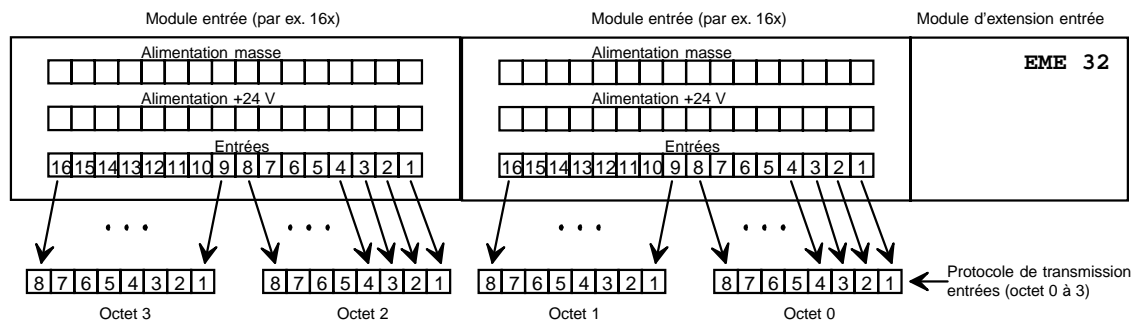 Module entrée (par ex. 16x) Module entrée (par ex. 16x) Module d'extension entrée
Alimentation masse Alimentation masse EME 32
Alimentation +24 V Alimentation +24 V
Entrées Entrées
16 15 14 13 12 11 10 9 8 7 6 5 4 3 2 1 16 15 14 13 12 11 10 9 8 7 6 5 4 3 2 1
8 7 6 5 4 3 2 1 8 7 6 5 4 3 2 1 8 7 6 5 4 3 2 1 8 7 6 5 4 3 2 1 Protocole de transmission
entrées (octet 0 à 3)
Octet 3 Octet 2 Octet 1 Octet 0